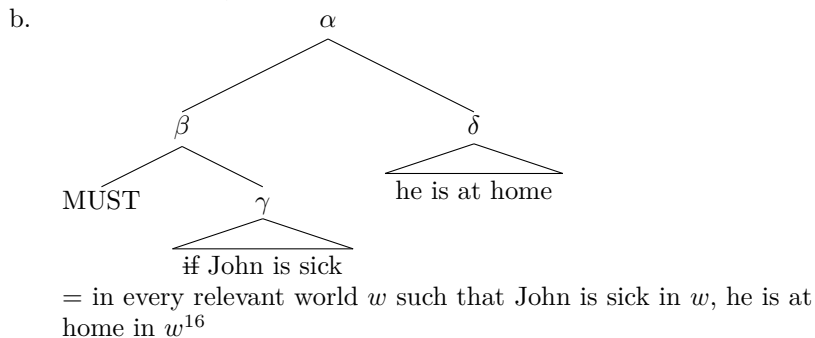 b.
α
β
δ
MUST
γ
he is at home
if John is sick
= in every relevant world w such that John is sick in w, he is at
home in w¹⁶